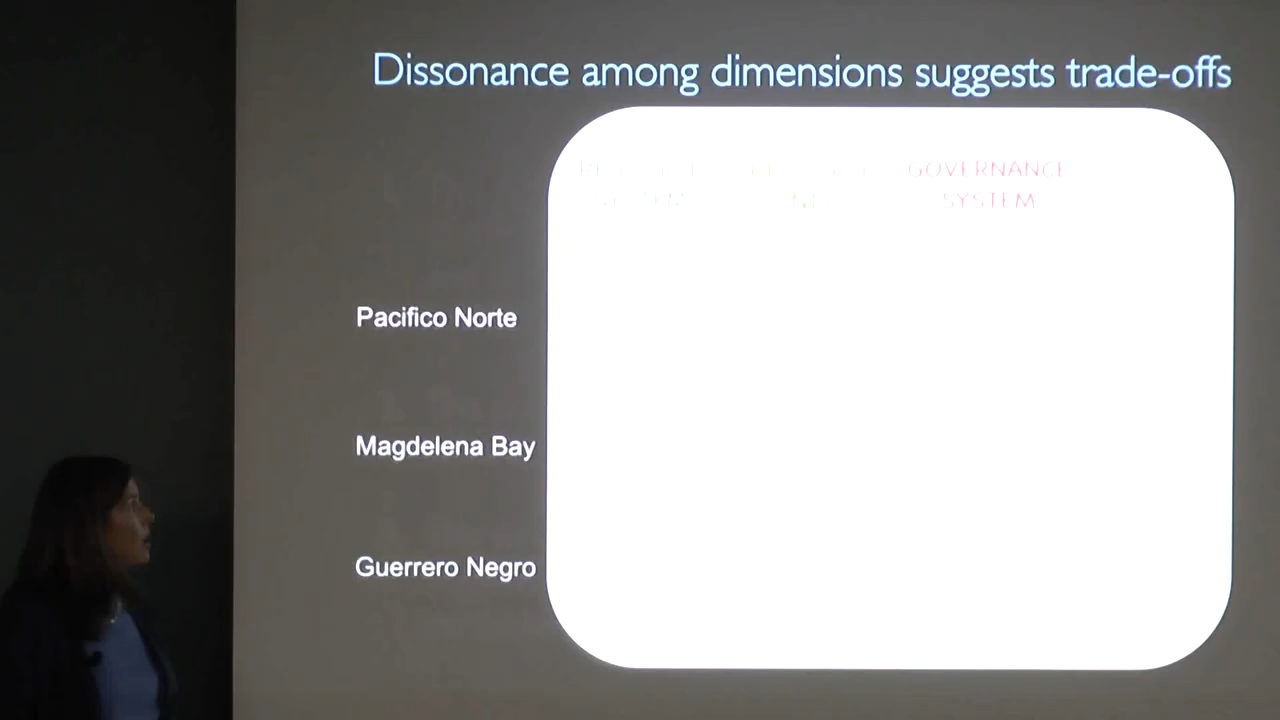 Dissonance among dimensions suggests trade-offs
GOVERNANCE
SYSTEM
Pacifico Norte
Magdelena Bay
Guerrero Negro